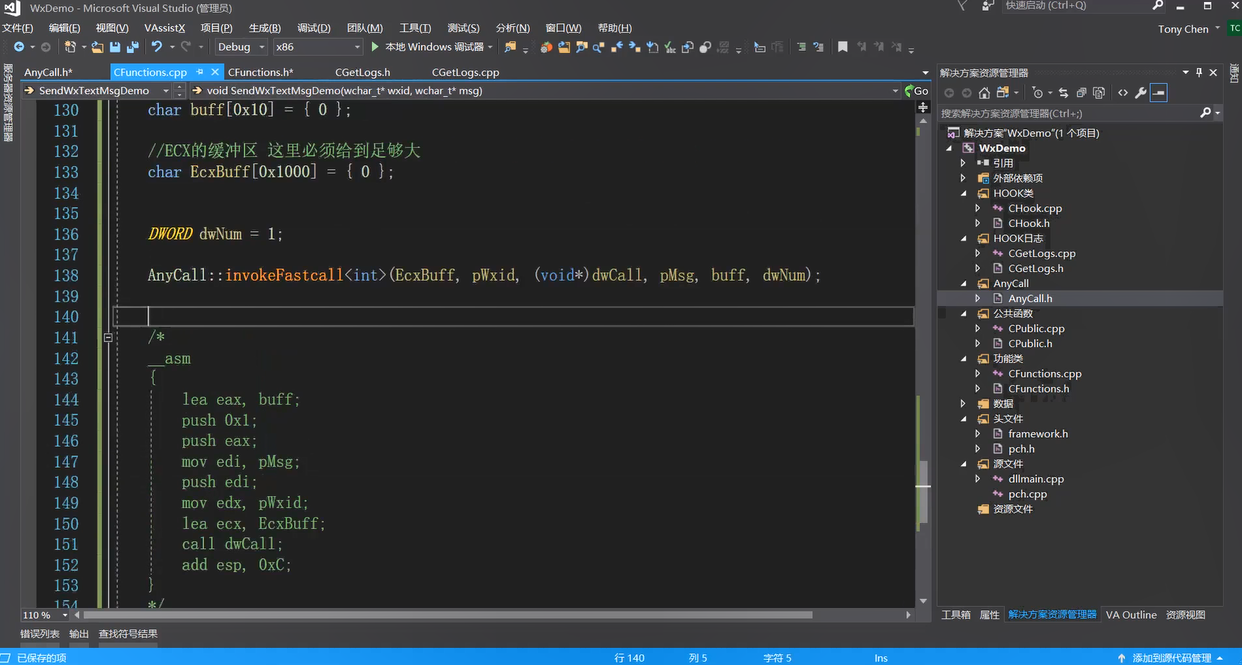 WxDemo - Microsoft Visual Studio (管理员)
快速启动 (Ctrl+Q)
文件(F) 编辑(E) 视图(V) VAssistX 项目(P) 生成(B) 调试(D) 团队(M) 工具(T) 测试(S) 分析(N) 窗口(W) 帮助(H)
Tony Chen TC
Debug x86 本地 Windows 调试器
服务器资源管理器
通知
AnyCall.h* CFunctions.cpp CFunctions.h* CGetLogs.h CGetLogs.cpp
SendWxTextMsgDemo void SendWxTextMsgDemo(wchar_t* wxid, wchar_t* msg) Go
130 char buff[0x10] = { 0 };
131
132 //ECX的缓冲区 这里必须给到足够大
133 char EcxBuff[0x1000] = { 0 };
134
135
136 DWORD dwNum = 1;
137
138 AnyCall::invokeFastcall<int>(EcxBuff, pWxid, (void*)dwCall, pMsg, buff, dwNum);
139
140
141 /*
142 __asm
143 {
144 lea eax, buff;
145 push 0x1;
146 push eax;
147 mov edi, pMsg;
148 push edi;
149 mov edx, pWxid;
150 lea ecx, EcxBuff;
151 call dwCall;
152 add esp, 0xC;
153 }
154 */
110 %
解决方案资源管理器
搜索解决方案资源管理器(Ctrl+;)
解决方案"WxDemo"(1 个项目)
WxDemo
引用
外部依赖项
HOOK类
CHook.cpp
CHook.h
HOOK日志
CGetLogs.cpp
CGetLogs.h
AnyCall
AnyCall.h
公共函数
CPublic.cpp
CPublic.h
功能类
CFunctions.cpp
CFunctions.h
数据
头文件
framework.h
pch.h
源文件
dllmain.cpp
pch.cpp
资源文件
工具箱 属性 解决方案资源管理器 VA Outline 资源视图
错误列表 输出 查找符号结果
已保存的项 行 140 列 5 字符 5 Ins 添加到源代码管理